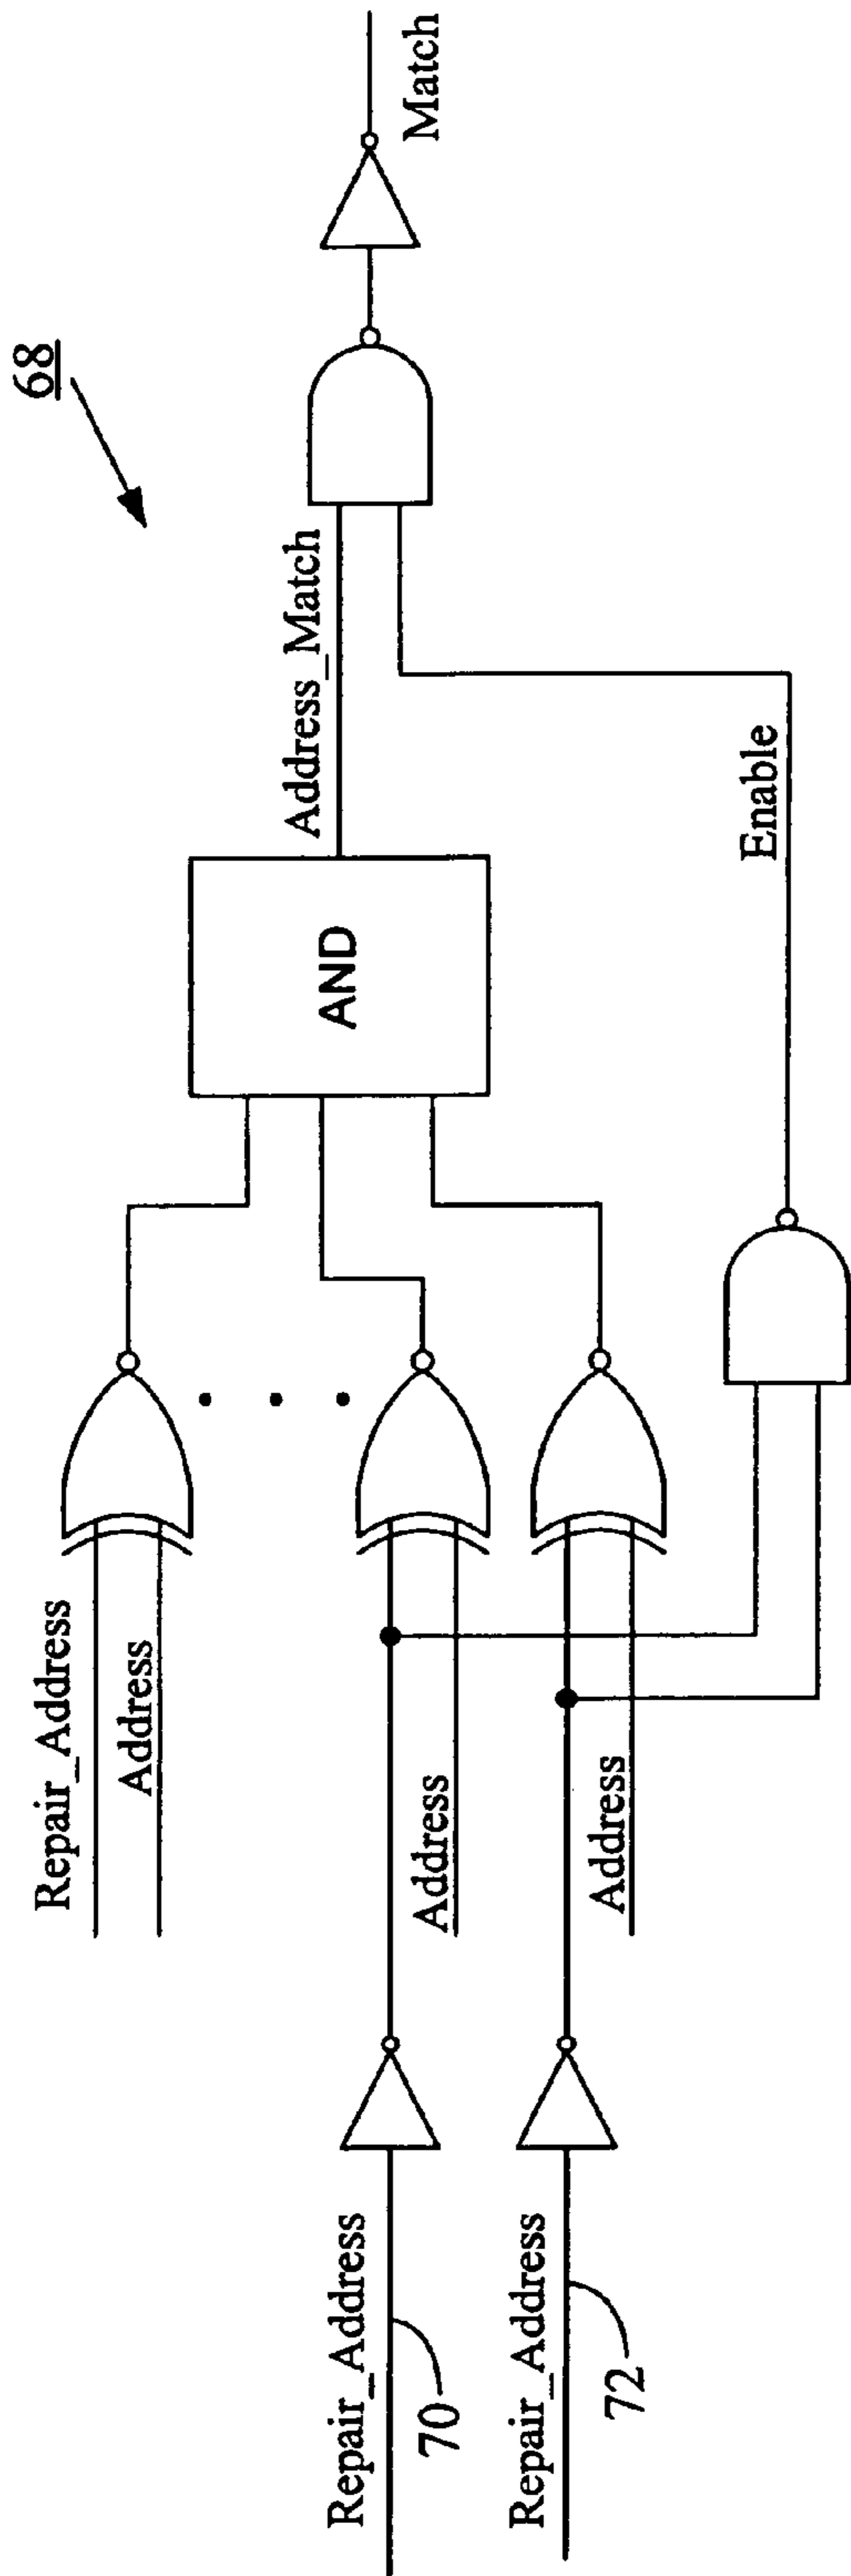 68
Repair_Address
Address
Address_Match
Match
AND
Repair_Address
70
Address
Repair_Address
72
Address
Enable